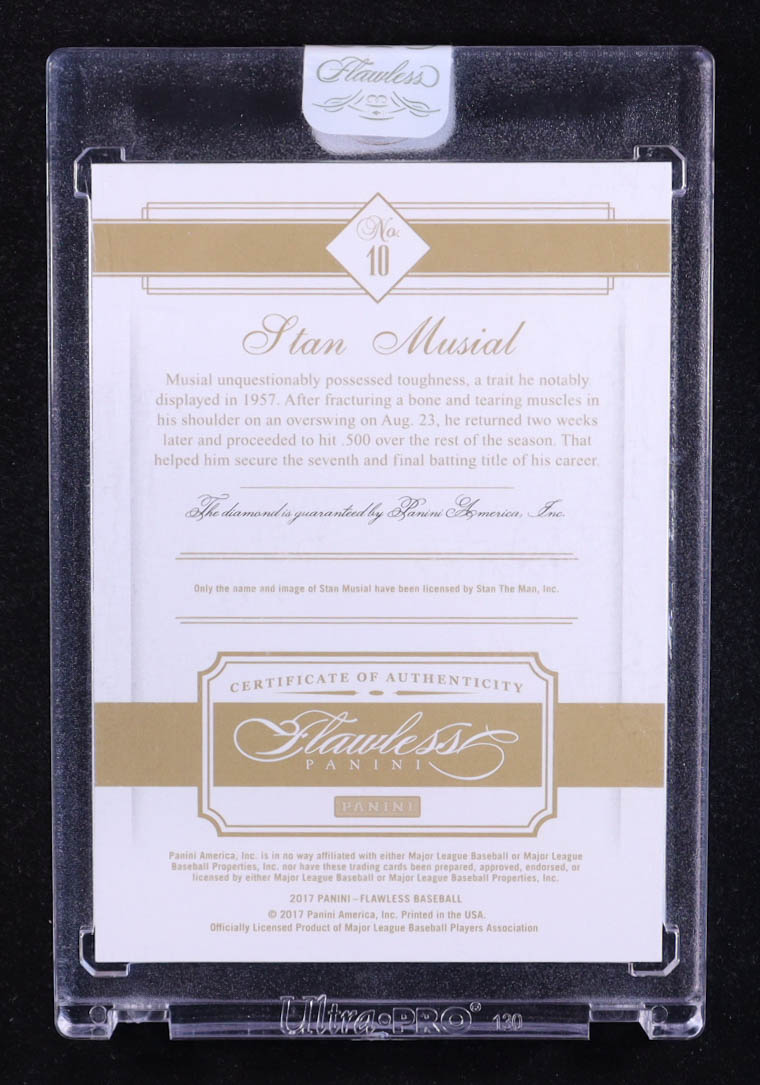 Flawless
No.
10
Stan Musial
Musial unquestionably possessed toughness, a trait he notably
displayed in 1957. After fracturing a bone and tearing muscles in
his shoulder on an overswing on Aug. 23, he returned two weeks
later and proceeded to hit .500 over the rest of the season. That
helped him secure the seventh and final batting title of his career.
The diamond is guaranteed by Panini America, Inc.
Only the name and image of Stan Musial have been licensed by Stan The Man, Inc.
CERTIFICATE OF AUTHENTICITY
Flawless
PANINI
PANINI
Panini America, Inc. is in no way affiliated with either Major League Baseball or Major League
Baseball Properties, Inc. nor have these trading cards been prepared, approved, endorsed, or
licensed by either Major League Baseball or Major League Baseball Properties, Inc.
2017 PANINI – FLAWLESS BASEBALL
© 2017 Panini America, Inc. Printed in the USA.
Officially Licensed Product of Major League Baseball Players Association
Ultra•PRO® 130